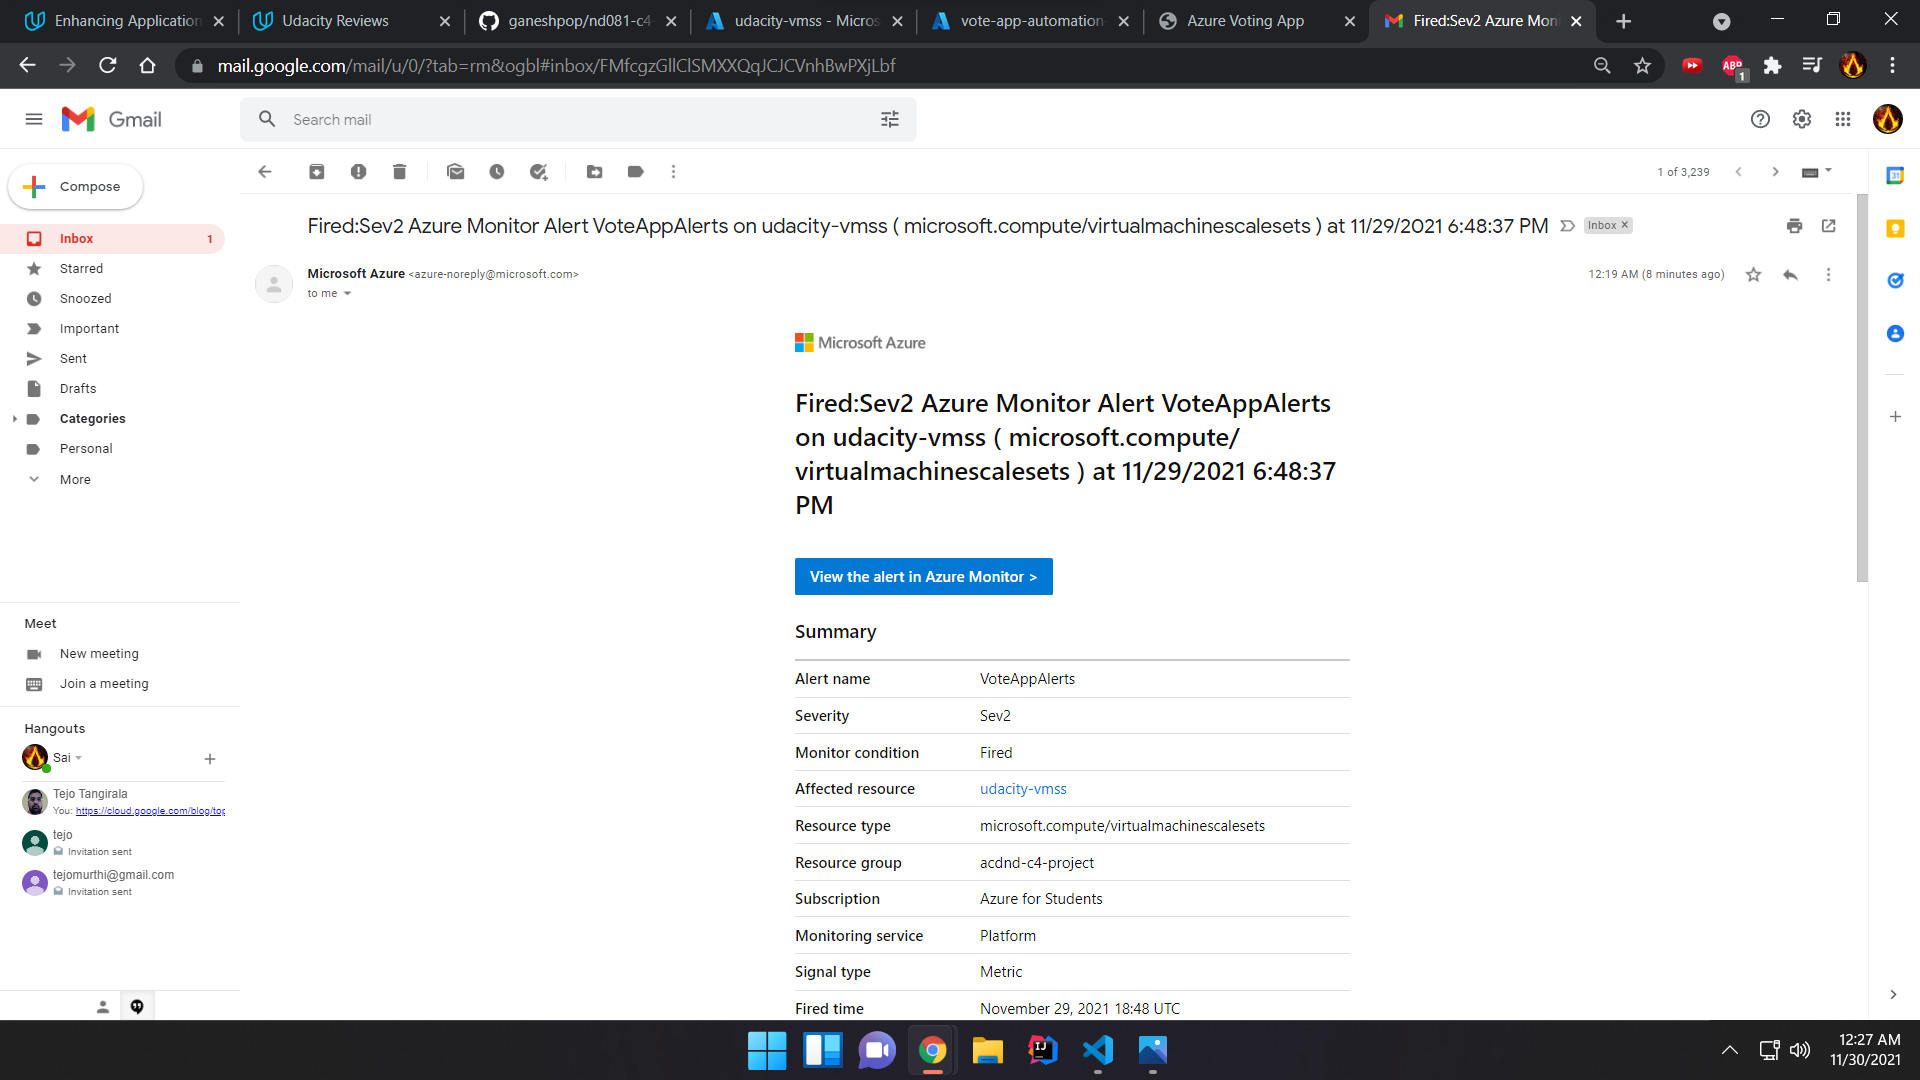 Enhancing Application
Udacity Reviews
ganeshpop/nd081-c4-
udacity-vmss - Micros
vote-app-automation-
Azure Voting App
Fired:Sev2 Azure Moni
mail.google.com/mail/u/0/?tab=rm&ogbl#inbox/FMfcgzGllClSMXXQqJCJCVnhBwPXjLbf
ABP
1
Gmail
Search mail
Compose
1 of 3,239
31
Fired:Sev2 Azure Monitor Alert VoteAppAlerts on udacity-vmss ( microsoft.compute/virtualmachinescalesets ) at 11/29/2021 6:48:37 PM
Inbox
Inbox
1
Starred
Snoozed
Important
Sent
Drafts
Categories
Personal
More
Microsoft Azure <azure-noreply@microsoft.com>
12:19 AM (8 minutes ago)
to me
Microsoft Azure
Fired:Sev2 Azure Monitor Alert VoteAppAlerts
on udacity-vmss ( microsoft.compute/
virtualmachinescalesets ) at 11/29/2021 6:48:37
PM
View the alert in Azure Monitor >
Summary
Alert name VoteAppAlerts
Severity Sev2
Monitor condition Fired
Affected resource udacity-vmss
Resource type microsoft.compute/virtualmachinescalesets
Resource group acdnd-c4-project
Subscription Azure for Students
Monitoring service Platform
Signal type Metric
Fired time November 29, 2021 18:48 UTC
Meet
New meeting
Join a meeting
Hangouts
Sai
Tejo Tangirala
You: https://cloud.google.com/blog/top
tejo
Invitation sent
tejomurthi@gmail.com
Invitation sent
IJ
12:27 AM
11/30/2021